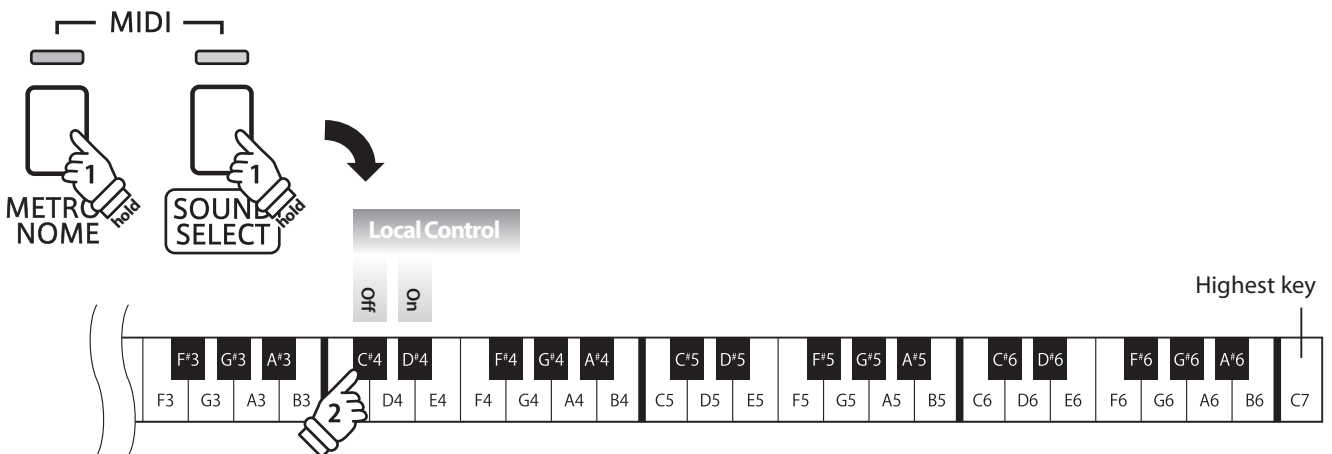 MIDI
1 hold
1 hold
METRO
NOME
SOUND
SELECT
Local Control
Off
On
Highest key
F#3 G#3 A#3 C#4 D#4 F#4 G#4 A#4 C#5 D#5 F#5 G#5 A#5 C#6 D#6 F#6 G#6 A#6
F3 G3 A3 B3 D4 E4 F4 G4 A4 B4 C5 D5 E5 F5 G5 A5 B5 C6 D6 E6 F6 G6 A6 B6 C7
2